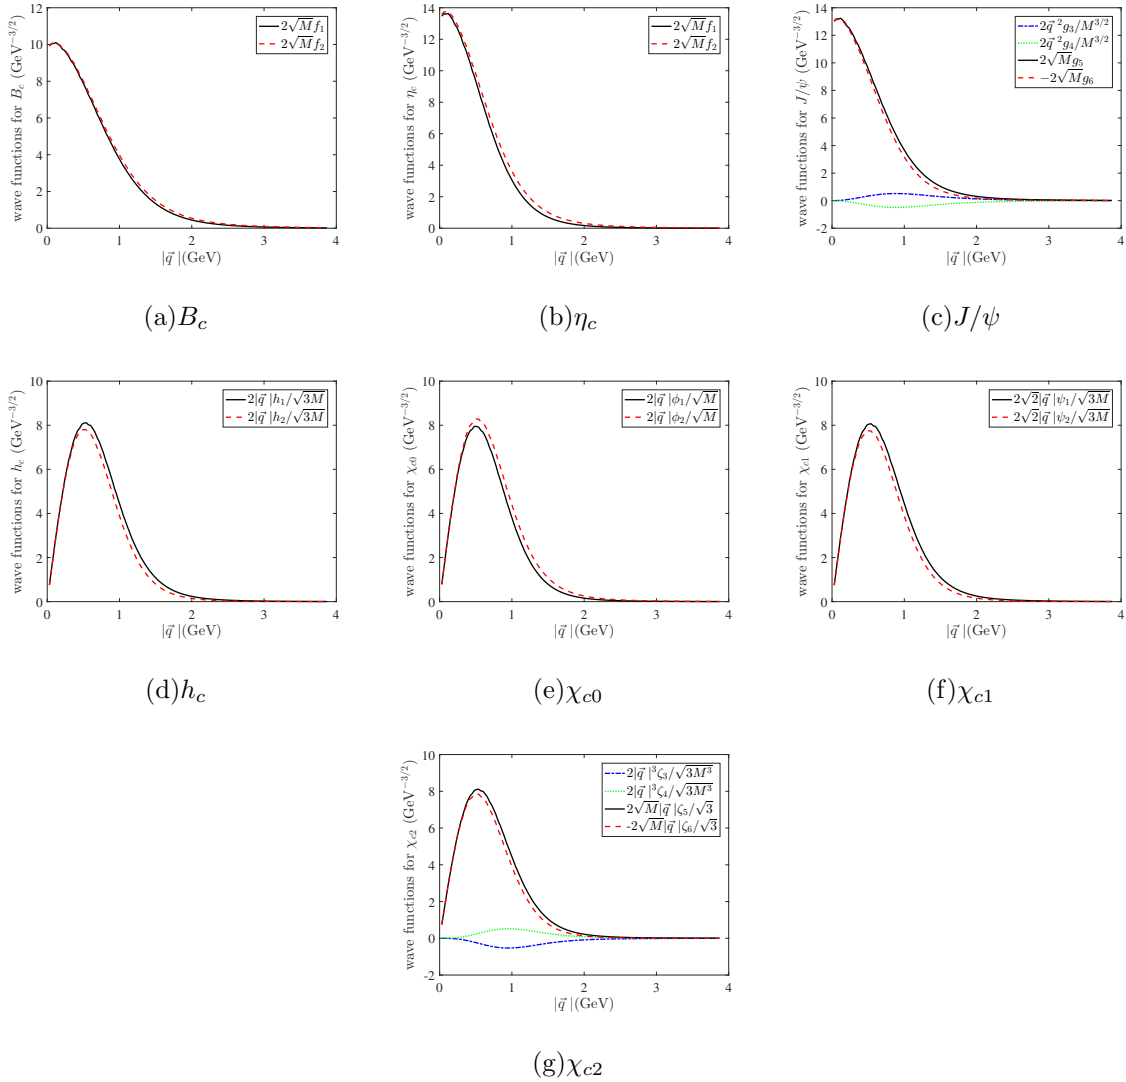 wave functions for B_c (GeV^{-3/2})
12
10
8
6
4
2
0
2√M f_1
2√M f_2
0 1 2 3 4
|q⃗ |(GeV)
(a)B_c
wave functions for η_c (GeV^{-3/2})
14
12
10
8
6
4
2
0
2√M f_1
2√M f_2
0 1 2 3 4
|q⃗ |(GeV)
(b)η_c
wave functions for J/ψ (GeV^{-3/2})
14
12
10
8
6
4
2
0
-2
2q⃗ ^2g_3/M^{3/2}
2q⃗ ^2g_4/M^{3/2}
2√M g_5
−2√M g_6
0 1 2 3 4
|q⃗ |(GeV)
(c)J/ψ
wave functions for h_c (GeV^{-3/2})
10
8
6
4
2
0
2|q⃗ |h_1/√3M
2|q⃗ |h_2/√3M
0 1 2 3 4
|q⃗ |(GeV)
(d)h_c
wave functions for χ_{c0} (GeV^{-3/2})
10
8
6
4
2
0
2|q⃗ |ϕ_1/√M
2|q⃗ |ϕ_2/√M
0 1 2 3 4
|q⃗ |(GeV)
(e)χ_{c0}
wave functions for χ_{c1} (GeV^{-3/2})
10
8
6
4
2
0
2√2|q⃗ |ψ_1/√3M
2√2|q⃗ |ψ_2/√3M
0 1 2 3 4
|q⃗ |(GeV)
(f)χ_{c1}
wave functions for χ_{c2} (GeV^{-3/2})
10
8
6
4
2
0
-2
2|q⃗ |^3ζ_3/√3M^3
2|q⃗ |^3ζ_4/√3M^3
2√M|q⃗ |ζ_5/√3
-2√M|q⃗ |ζ_6/√3
0 1 2 3 4
|q⃗ |(GeV)
(g)χ_{c2}